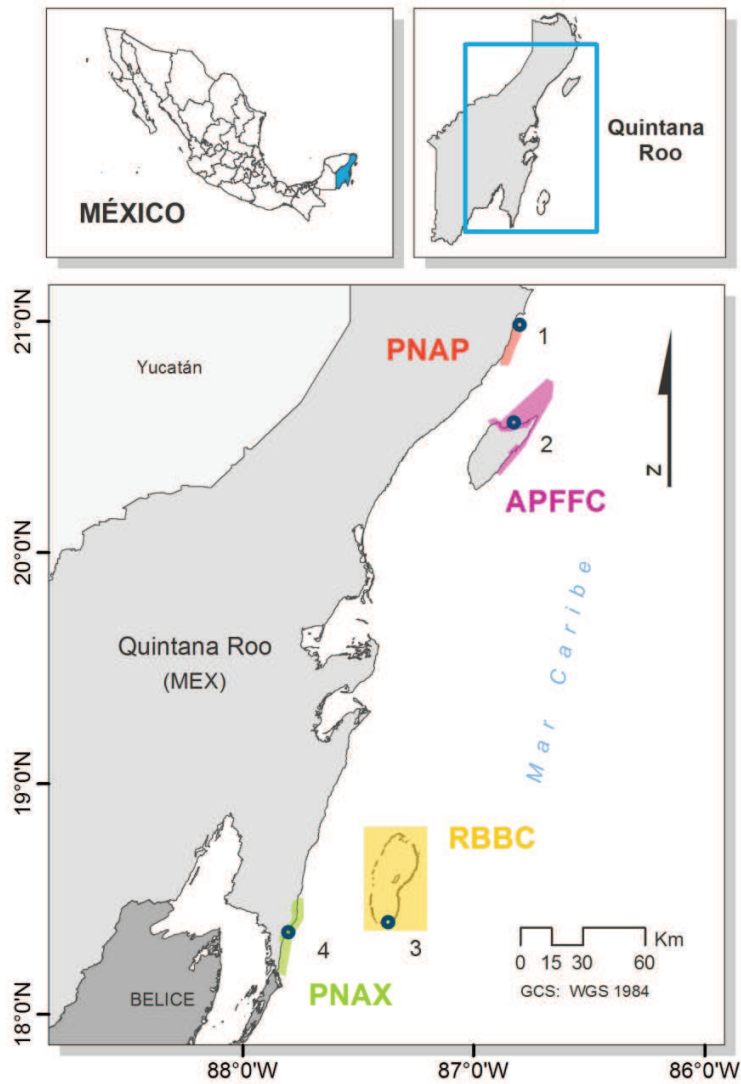 MÉXICO
Quintana
Roo
21°0'N
20°0'N
19°0'N
18°0'N
Yucatán
PNAP
1
2
APFFC
N
Quintana Roo
(MEX)
Mar Caribe
RBBC
3
4
PNAX
BELICE
Km
0 15 30 60
GCS: WGS 1984
88°0'W
87°0'W
86°0'W